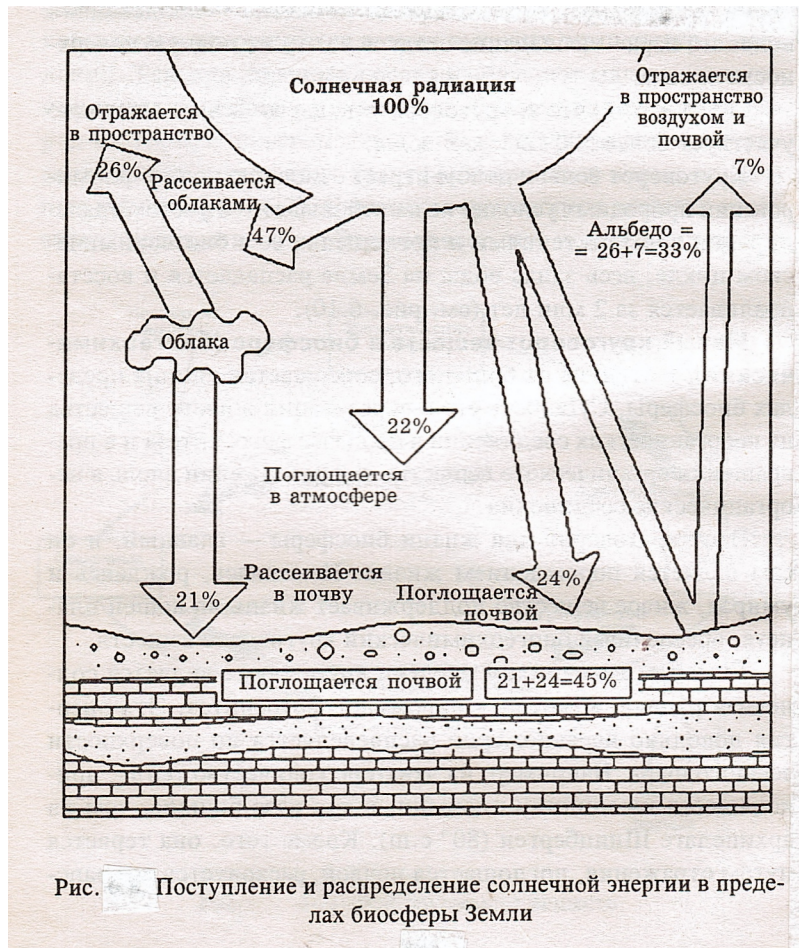 Солнечная радиация
100%
Отражается
в пространство
26%
Рассеивается
облаками
47%
Отражается
в пространство
воздухом и
почвой
7%
Альбедо =
= 26+7=33%
Облака
22%
Поглощается
в атмосфере
21%
Рассеивается
в почву
Поглощается
почвой
24%
Поглощается почвой
21+24=45%
Рис.
Поступление и распределение солнечной энергии в преде-
лах биосферы Земли